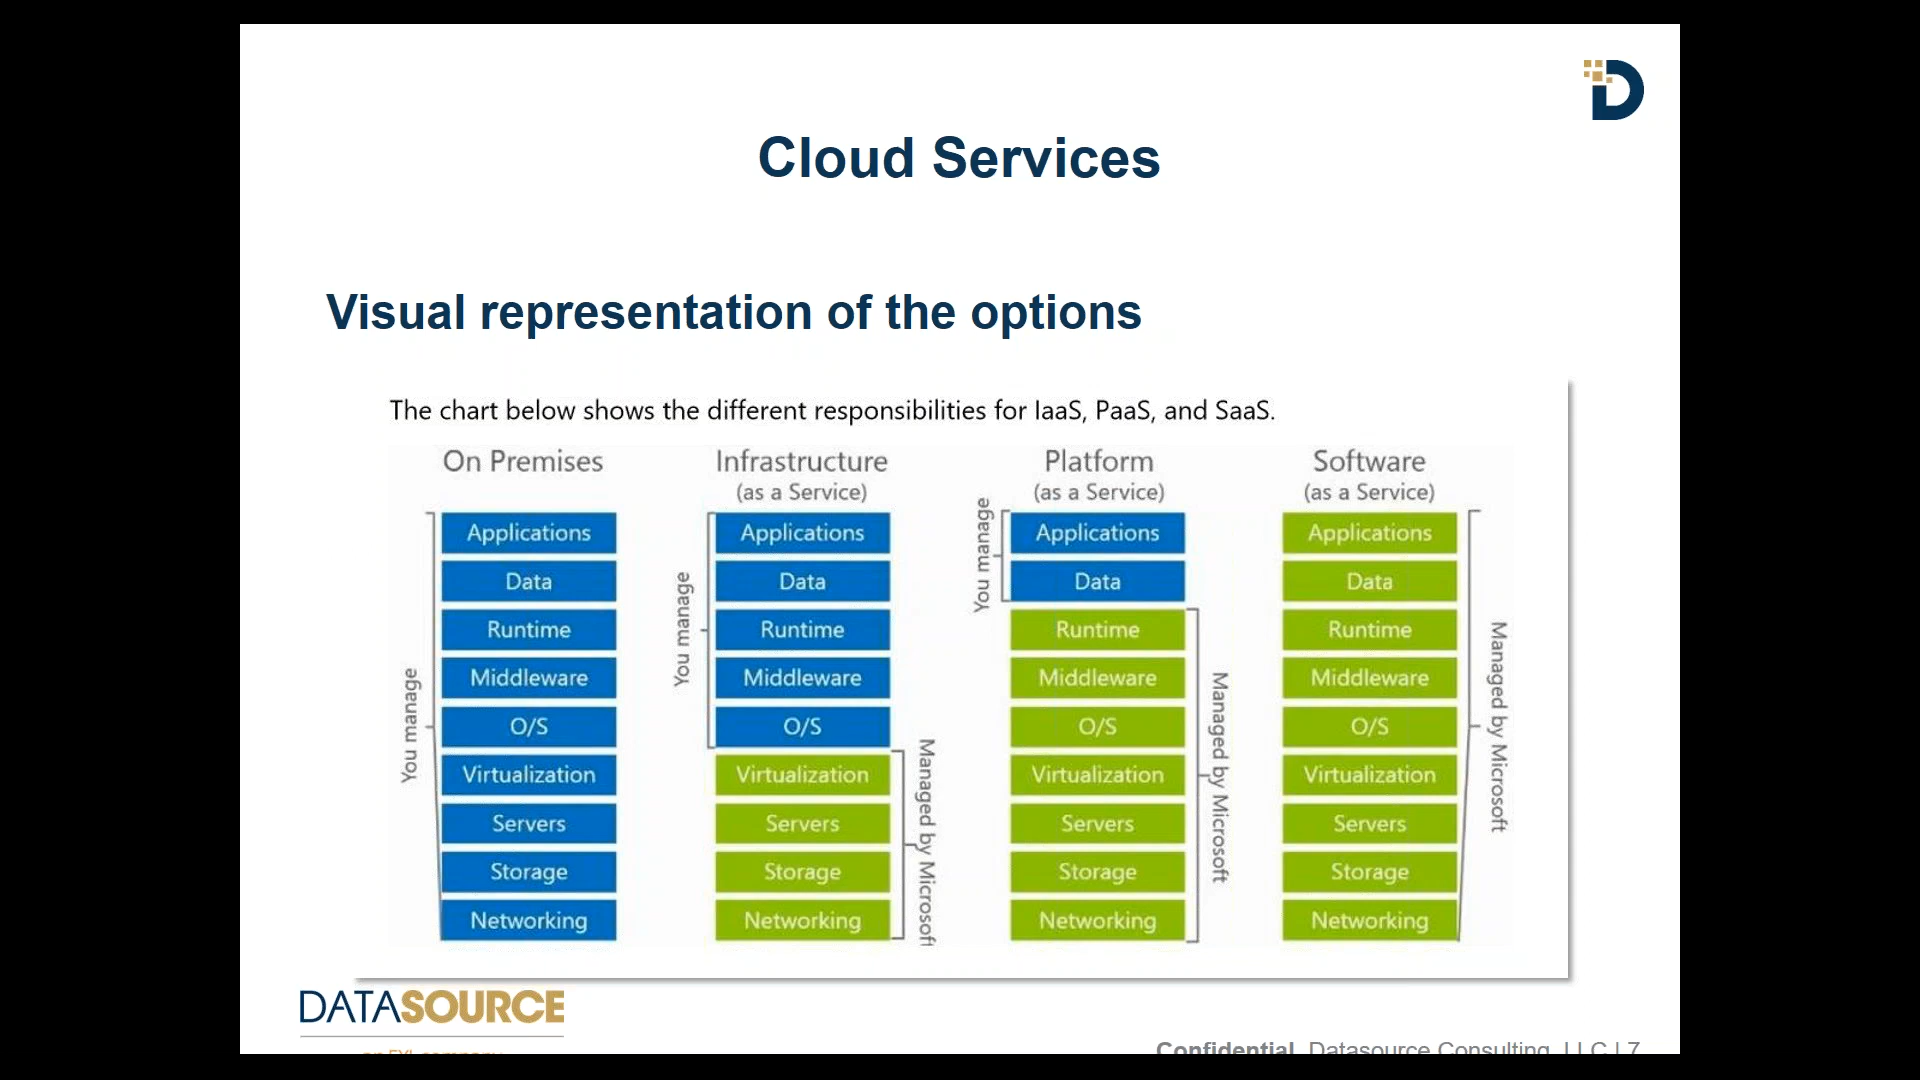 Cloud Services
Visual representation of the options
The chart below shows the different responsibilities for IaaS, PaaS, and SaaS.
On Premises
You manage
Applications
Data
Runtime
Middleware
O/S
Virtualization
Servers
Storage
Networking
Infrastructure
(as a Service)
You manage
Applications
Data
Runtime
Middleware
O/S
Virtualization
Servers
Storage
Networking
Managed by Microsoft
Platform
(as a Service)
You manage
Applications
Data
Runtime
Middleware
O/S
Virtualization
Servers
Storage
Networking
Managed by Microsoft
Software
(as a Service)
Applications
Data
Runtime
Middleware
O/S
Virtualization
Servers
Storage
Networking
Managed by Microsoft
DATASOURCE
an EXL company
Confidential Datasource Consulting, LLC | 7